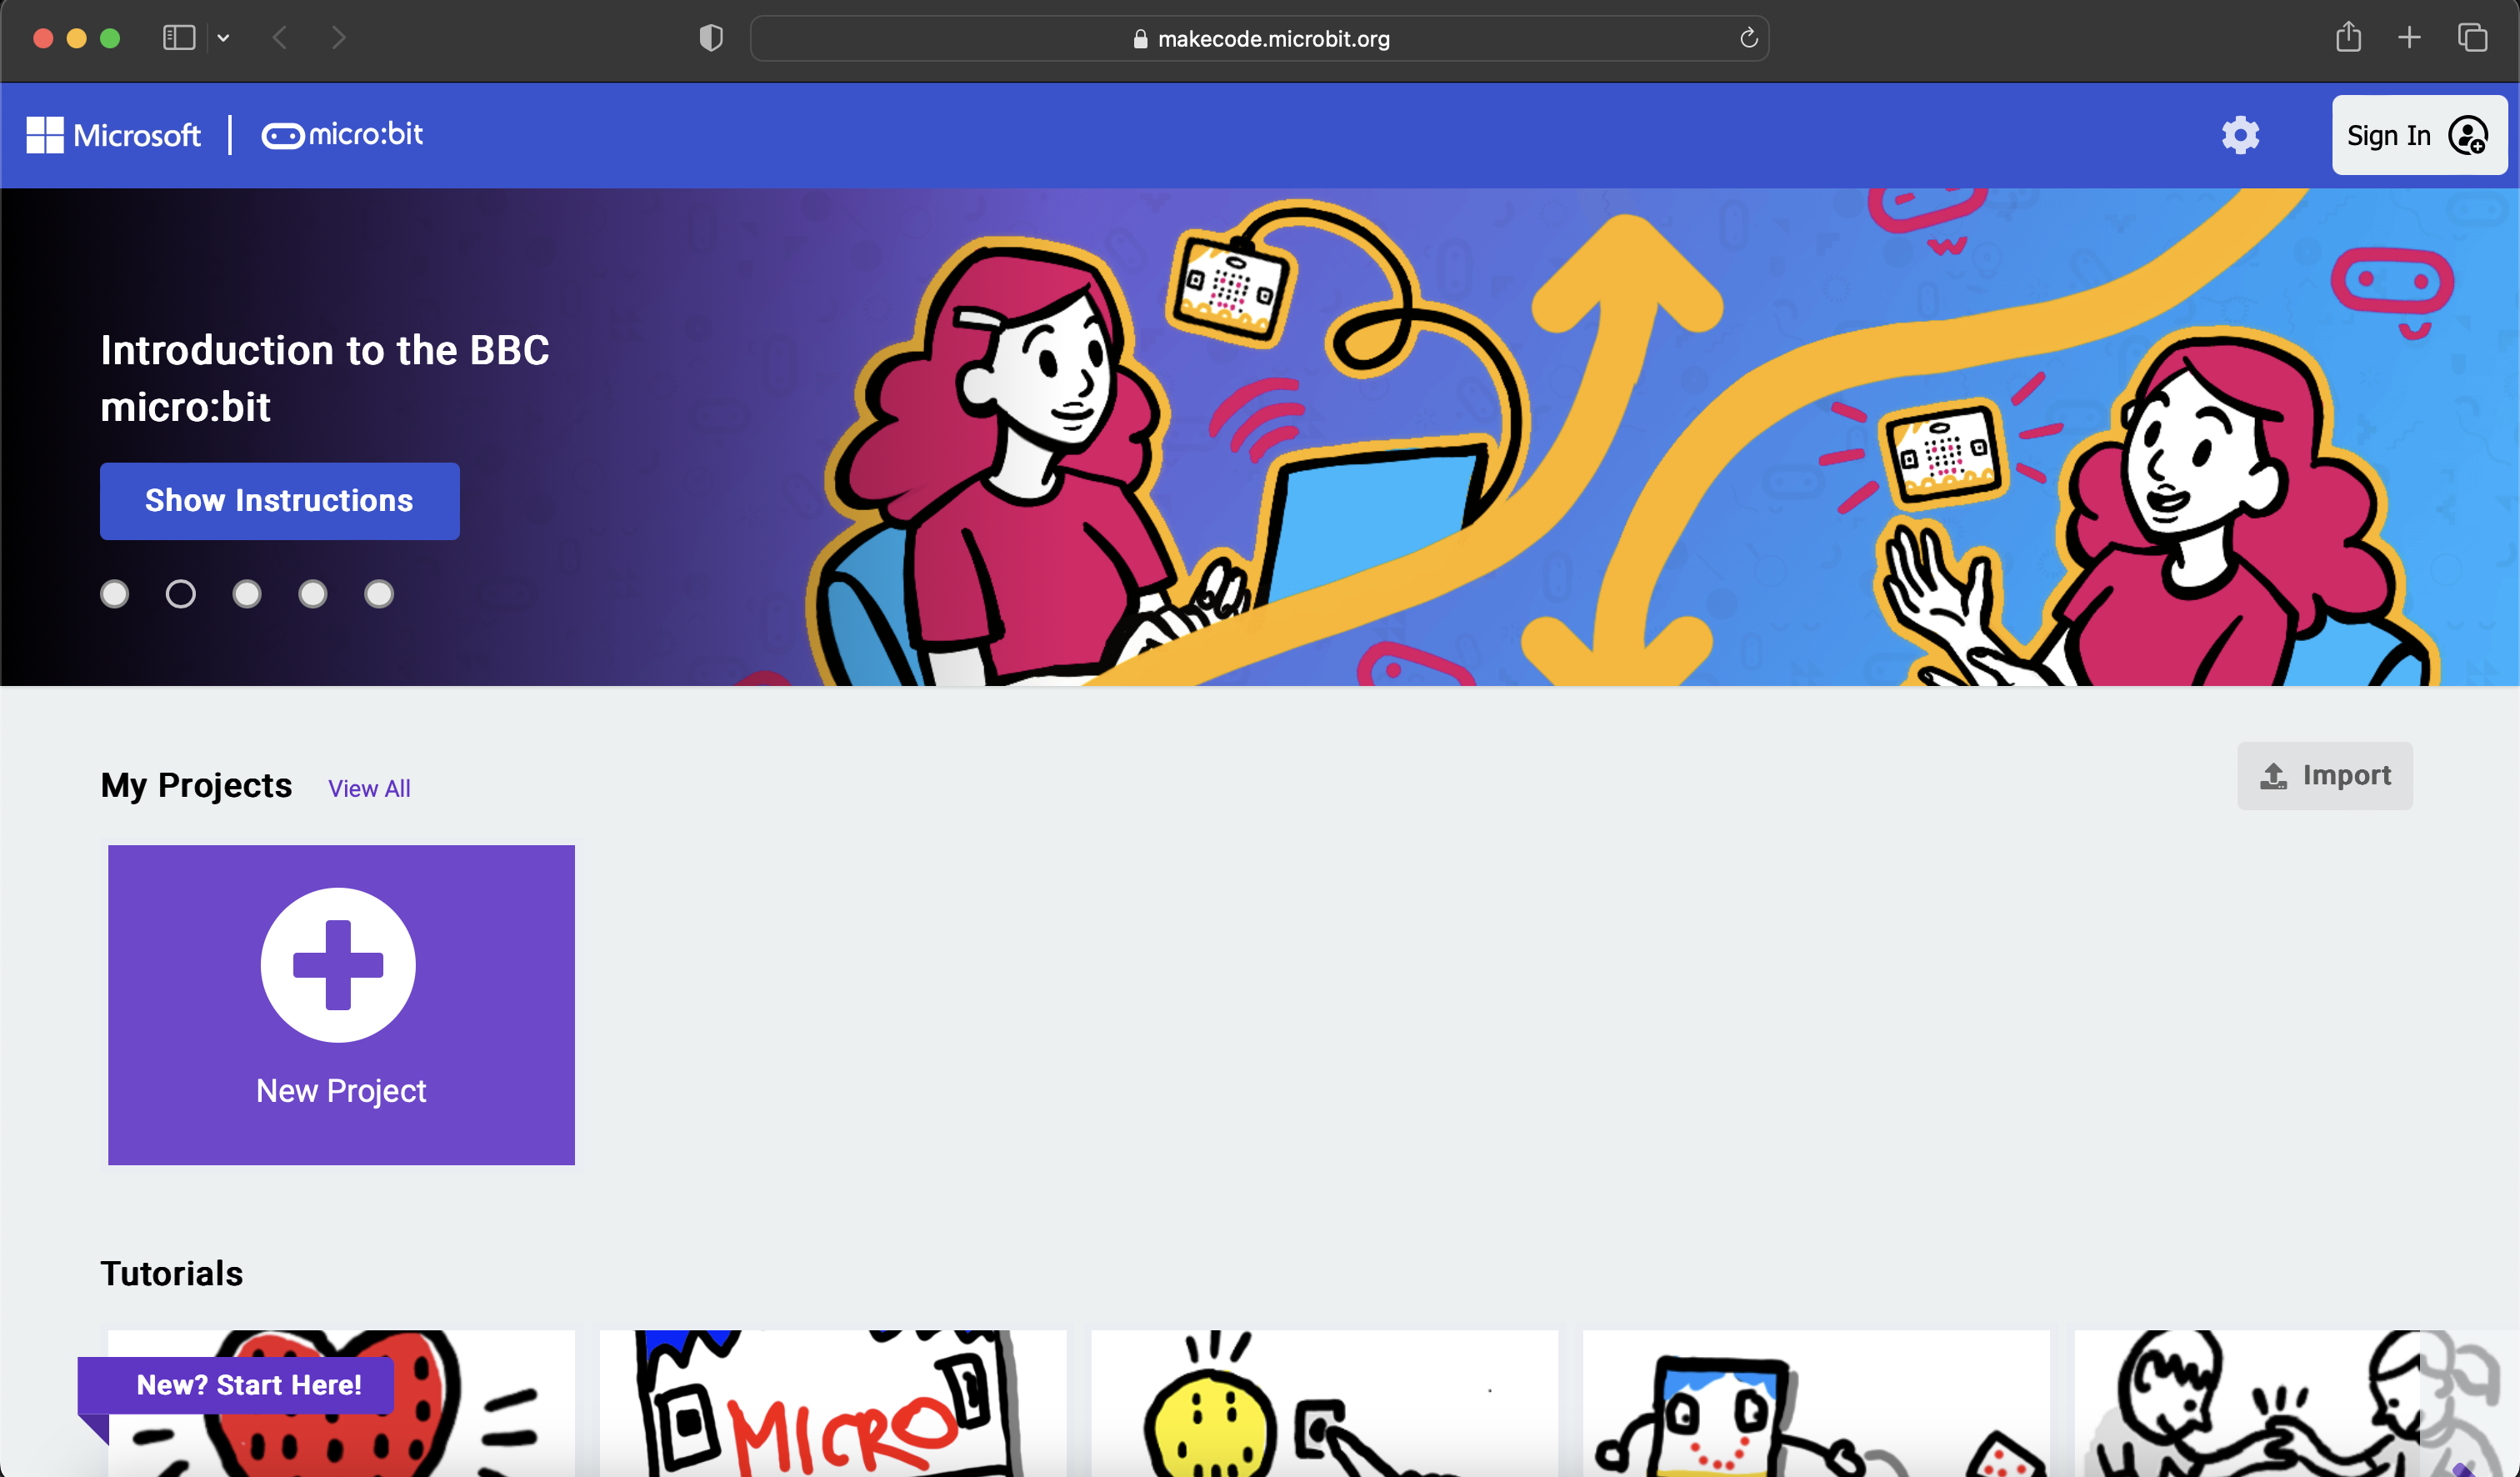 makecode.microbit.org
Microsoft
micro:bit
Sign In
Introduction to the BBC
micro:bit
Show Instructions
My Projects
View All
Import
New Project
Tutorials
New? Start Here!
MICRO